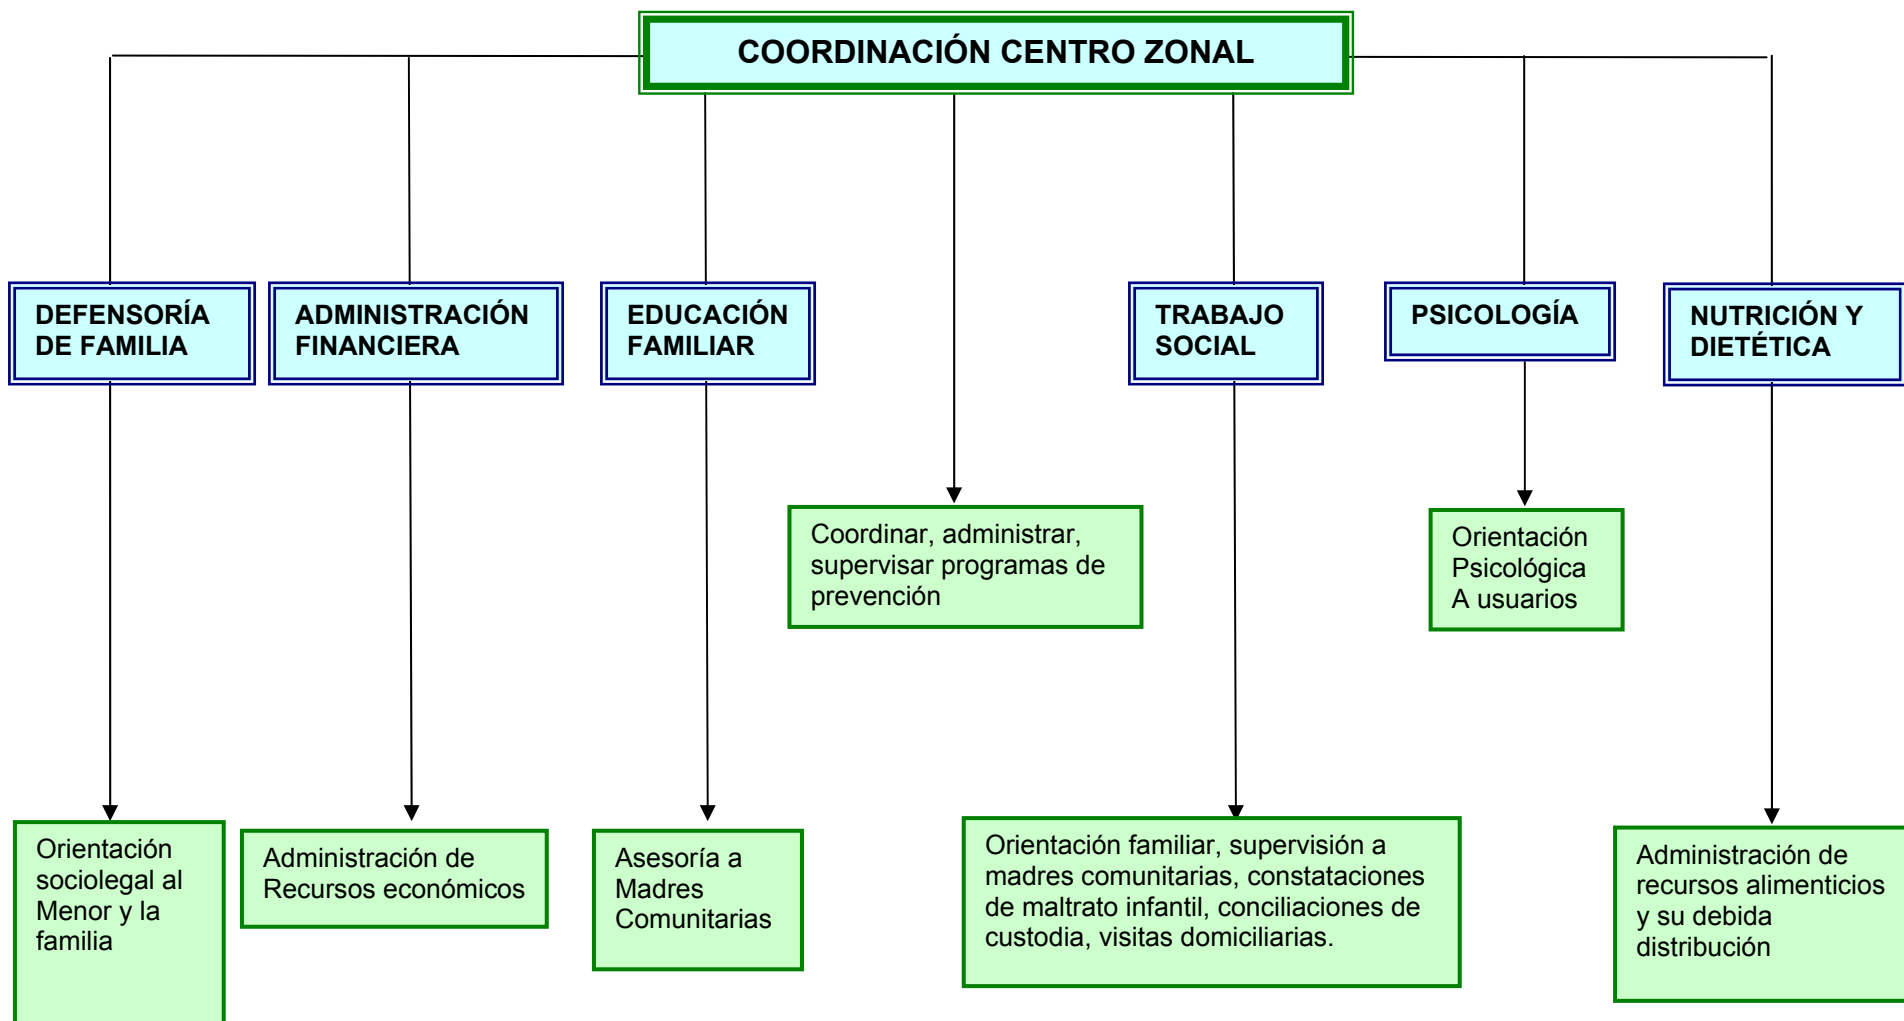 COORDINACIÓN CENTRO ZONAL
DEFENSORÍA
DE FAMILIA
ADMINISTRACIÓN
FINANCIERA
EDUCACIÓN
FAMILIAR
TRABAJO
SOCIAL
PSICOLOGÍA
NUTRICIÓN Y
DIETÉTICA
Coordinar, administrar,
supervisar programas de
prevención
Orientación
Psicológica
A usuarios
Orientación
sociolegal al
Menor y la
familia
Administración de
Recursos económicos
Asesoría a
Madres
Comunitarias
Orientación familiar, supervisión a
madres comunitarias, constataciones
de maltrato infantil, conciliaciones de
custodia, visitas domiciliarias.
Administración de
recursos alimenticios
y su debida
distribución